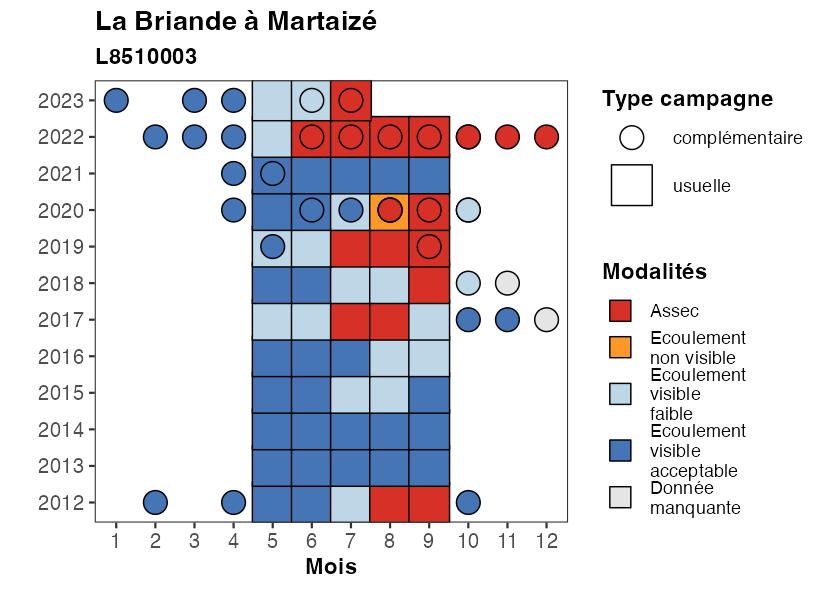 La Briande à Martaizé
L8510003
2023
2022
2021
2020
2019
2018
2017
2016
2015
2014
2013
2012
1 2 3 4 5 6 7 8 9 10 11 12
Mois
Type campagne
complémentaire
usuelle
Modalités
Assec
Ecoulement
non visible
Ecoulement
visible
faible
Ecoulement
visible
acceptable
Donnée
manquante